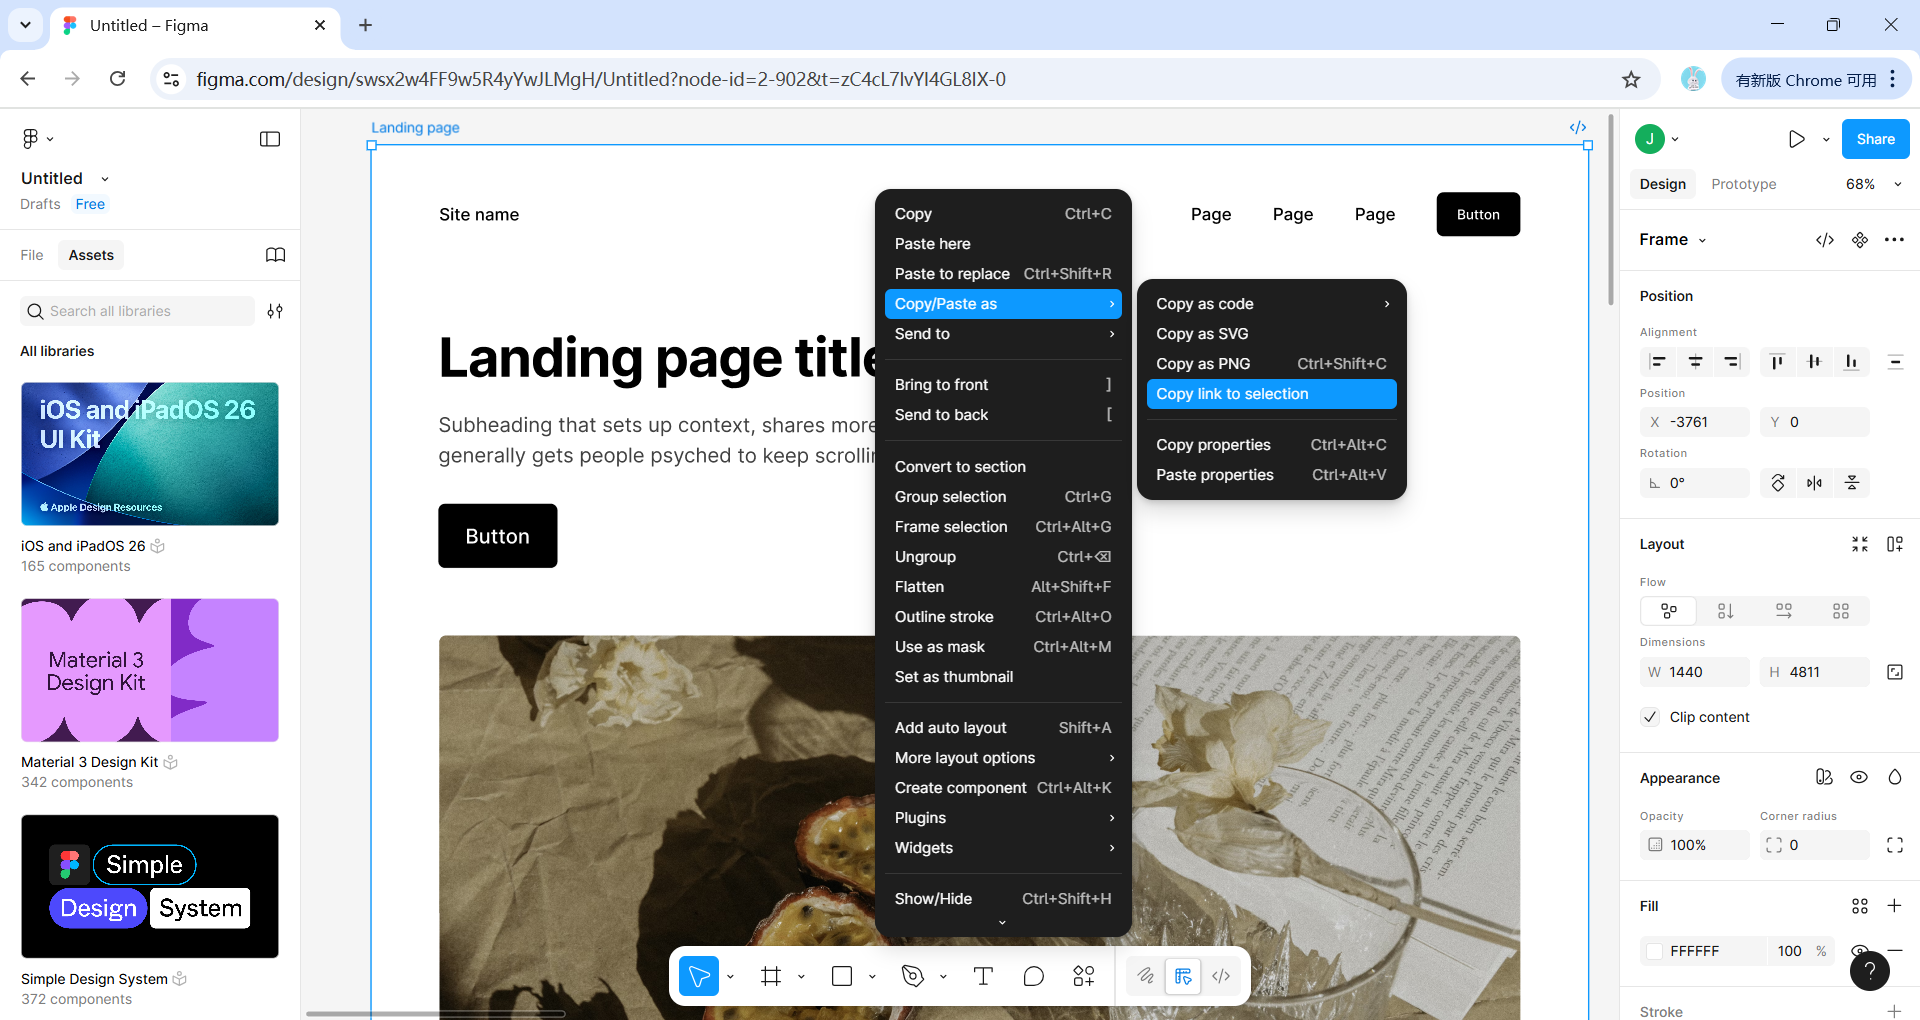 Untitled – Figma
figma.com/design/swsx2w4FF9w5R4yYwJLMgH/Untitled?node-id=2-902&t=zC4cL7lvYI4GL8IX-0
有新版 Chrome 可用
Untitled
Drafts Free
File Assets
Search all libraries
All libraries
iOS and iPadOS 26
UI Kit
Apple Design Resources
iOS and iPadOS 26
165 components
Material 3
Design Kit
Material 3 Design Kit
342 components
Simple
Design System
Simple Design System
372 components
Landing page
Site name
Page Page Page Button
Landing page title
Subheading that sets up context, shares more
generally gets people psyched to keep
Button
Copy Ctrl+C
Paste here
Paste to replace Ctrl+Shift+R
Copy/Paste as
Send to
Bring to front ]
Send to back [
Convert to section
Group selection Ctrl+G
Frame selection Ctrl+Alt+G
Ungroup Ctrl+⌫
Flatten Alt+Shift+F
Outline stroke Ctrl+Alt+O
Use as mask Ctrl+Alt+M
Set as thumbnail
Add auto layout Shift+A
More layout options
Create component Ctrl+Alt+K
Plugins
Widgets
Show/Hide Ctrl+Shift+H
Copy as code
Copy as SVG
Copy as PNG Ctrl+Shift+C
Copy link to selection
Copy properties Ctrl+Alt+C
Paste properties Ctrl+Alt+V
J
Share
Design Prototype 68%
Frame
Position
Alignment
Position
X -3761 Y 0
Rotation
0°
Layout
Flow
Dimensions
W 1440 H 4811
Clip content
Appearance
Opacity Corner radius
100% 0
Fill
FFFFFF 100 %
?
Stroke